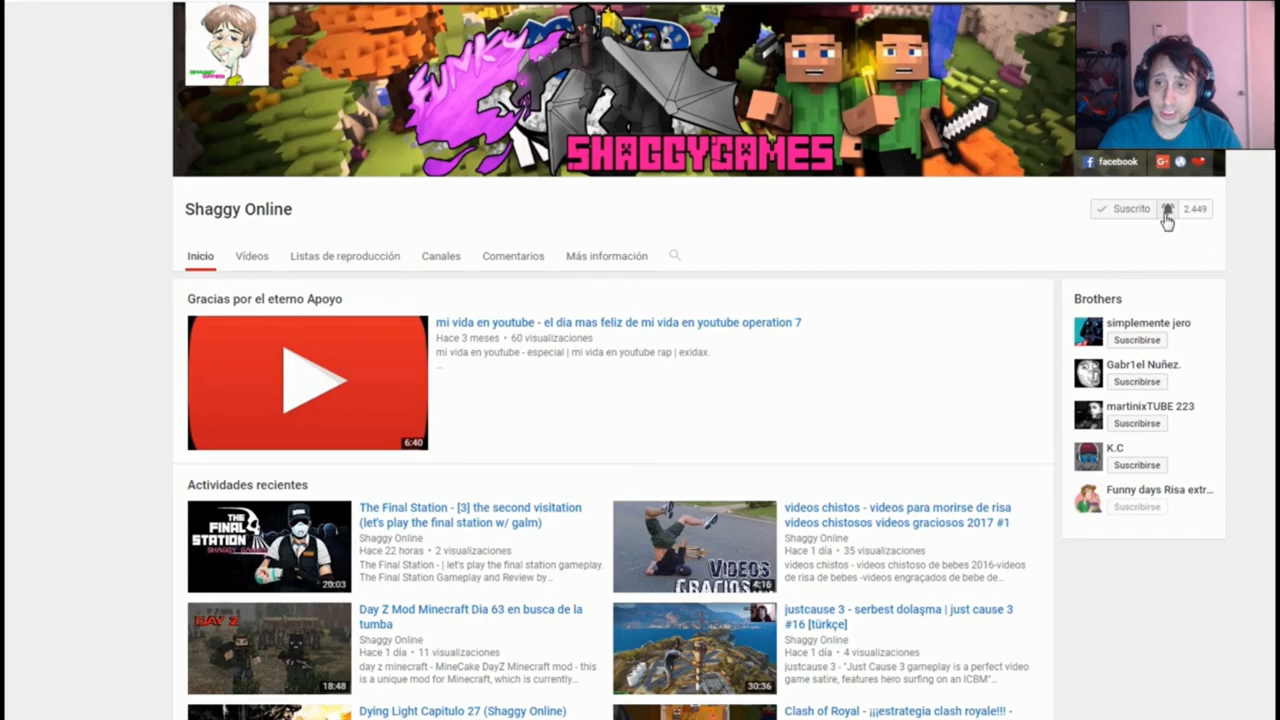 SHAGGY
GAMES
SHAGGYGAMES
facebook
Shaggy Online
Suscrito
2.449
Inicio
Vídeos
Listas de reproducción
Canales
Comentarios
Más información
Gracias por el eterno Apoyo
mi vida en youtube - el dia mas feliz de mi vida en youtube operation 7
Hace 3 meses • 60 visualizaciones
mi vida en youtube - especial | mi vida en youtube rap | exidax.
...
6:40
Brothers
simplemente jero
Suscribirse
Gabr1el Nuñez.
Suscribirse
martinixTUBE 223
Suscribirse
K.C
Suscribirse
Funny days Risa extr...
Suscribirse
Actividades recientes
THE
FINAL
STATION
SHAGGY GAMES
20:03
The Final Station - [3] the second visitation
(let's play the final station w/ galm)
Shaggy Online
Hace 22 horas • 2 visualizaciones
The Final Station - | let's play the final station gameplay.
The Final Station Gameplay and Review by...
VIDEOS
GRACIOSOS
4:16
videos chistos - videos para morirse de risa
videos chistosos videos graciosos 2017 #1
Shaggy Online
Hace 1 día • 35 visualizaciones
videos chistos - videos chistoso de bebes 2016-videos
de risa de bebes -videos engraçados de bebe de...
DAY Z
18:48
Day Z Mod Minecraft Dia 63 en busca de la
tumba
Shaggy Online
Hace 1 día • 11 visualizaciones
day z minecraft - MineCake DayZ Minecraft mod - this
is a unique mod for Minecraft, which is currently...
30:36
justcause 3 - serbest dolaşma | just cause 3
#16 [türkçe]
Shaggy Online
Hace 1 día • 4 visualizaciones
justcause 3 - "Just Cause 3 gameplay is a perfect video
game satire, features hero surfing on an ICBM"...
Dying Light Capitulo 27 (Shaggy Online)
Clash of Royal - ¡¡¡estrategia clash royale!!! -